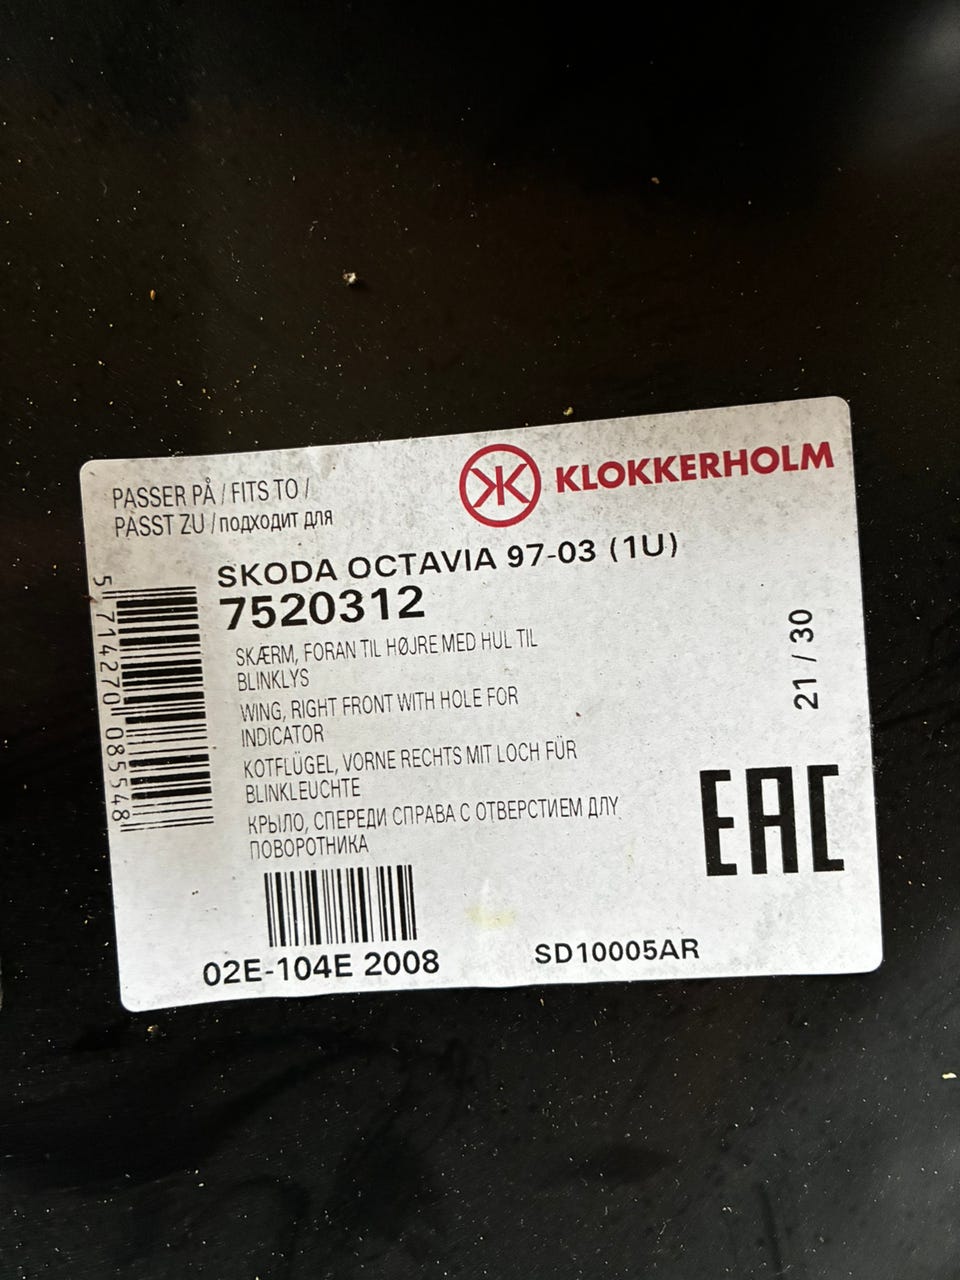 PASSER PÅ / FITS TO /
PASST ZU / подходит для
KLOKKERHOLM
SKODA OCTAVIA 97-03 (1U)
7520312
SKÆRM, FORAN TIL HØJRE MED HUL TIL
BLINKLYS
WING, RIGHT FRONT WITH HOLE FOR
INDICATOR
KOTFLÜGEL, VORNE RECHTS MIT LOCH FÜR
BLINKLEUCHTE
КРЫЛО, СПЕРЕДИ СПРАВА С ОТВЕРСТИЕМ ДЛУ
ПОВОРОТНИКА
5 714270 085548
21 / 30
EAC
02E-104E 2008
SD10005AR